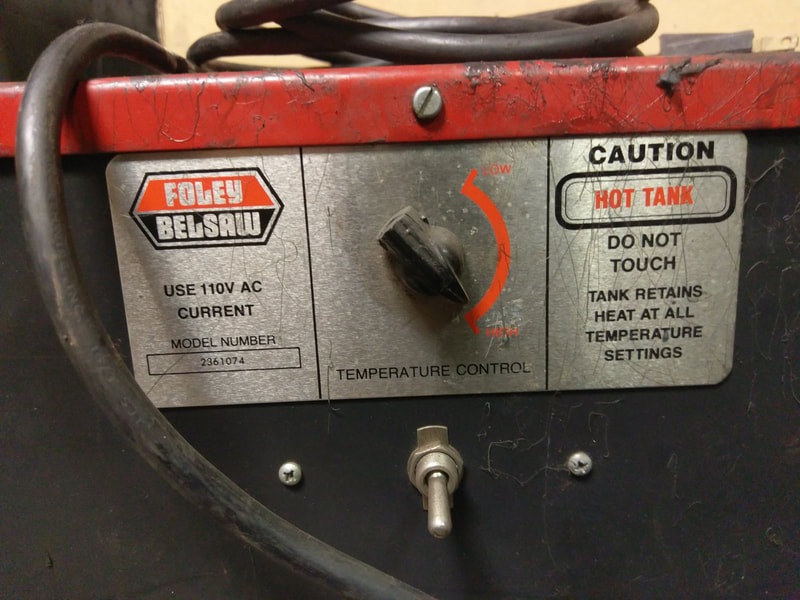 FOLEY
BELSAW
USE 110V AC
CURRENT
MODEL NUMBER
2361074
LOW
HIGH
TEMPERATURE CONTROL
CAUTION
HOT TANK
DO NOT
TOUCH
TANK RETAINS
HEAT AT ALL
TEMPERATURE
SETTINGS